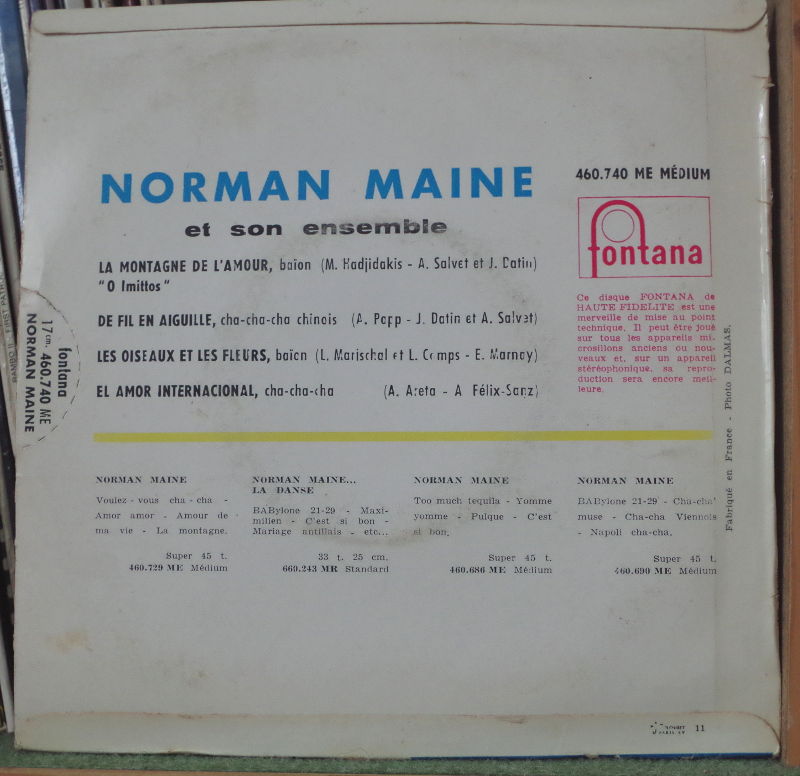 NORMAN MAINE
et son ensemble
LA MONTAGNE DE L'AMOUR, baïon (M. Hadjidakis - A. Salvet et J. Datin)
"O Imittos"
DE FIL EN AIGUILLE, cha-cha-cha chinois (A. Popp - J. Datin et A. Salvet)
LES OISEAUX ET LES FLEURS, baïon (L. Marischal et L. Camps - E. Marnay)
EL AMOR INTERNACIONAL, cha-cha-cha (A. Areta - A. Félix-Sanz)
460.740 ME MÉDIUM
fontana
Ce disque FONTANA de
HAUTE FIDELITE est une
merveille de mise au point
technique. Il peut être joué
sur tous les appareils mi-
crosillons anciens ou nou-
veaux et, sur un appareil
stéréophonique, sa repro-
duction sera encore meil-
leure.
fontana
17 cm. 460.740 ME
NORMAN MAINE
Fabriqué en France - Photo DALMAS.
NORMAN MAINE
Voulez - vous cha - cha -
Amor amor - Amour de
ma vie - La montagne.
Super 45 t.
460.729 ME Médium
NORMAN MAINE...
LA DANSE
BABylone 21-29 - Maxi-
milien - C'est si bon -
Mariage antillais - etc...
33 t. 25 cm.
660.243 MR Standard
NORMAN MAINE
Too much tequila - Yomme
yomme - Pulque - C'est
si bon.
Super 45 t.
460.686 ME Médium
NORMAN MAINE
BABylone 21-29 - Cha-cha'
muse - Cha-cha Viennois
- Napoli cha-cha.
Super 45 t.
460.690 ME Médium
11